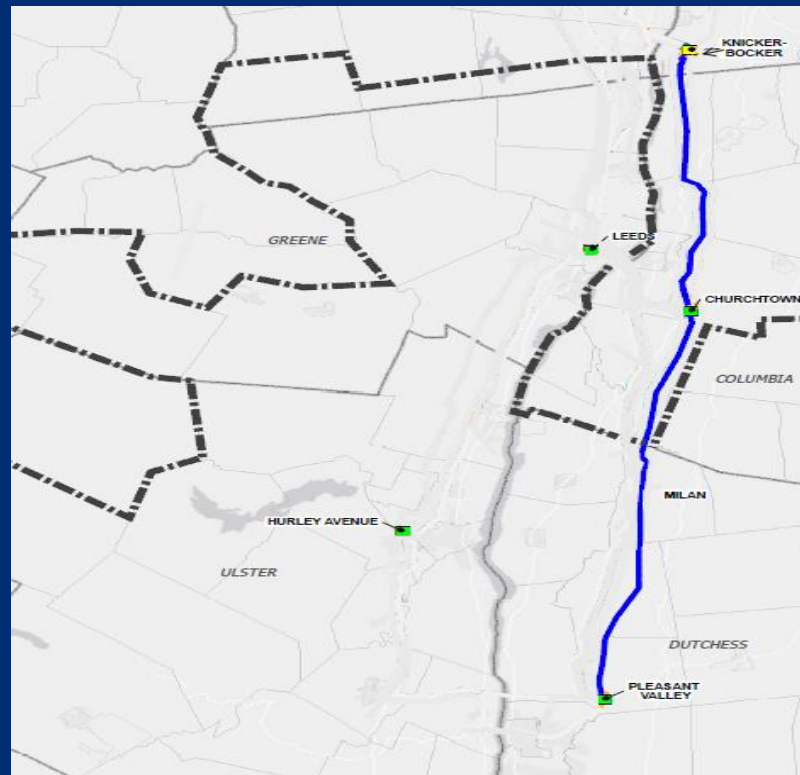 KNICKER-
BOCKER
GREENE
LEEDS
CHURCHTOWN
COLUMBIA
MILAN
HURLEY AVENUE
ULSTER
DUTCHESS
PLEASANT
VALLEY